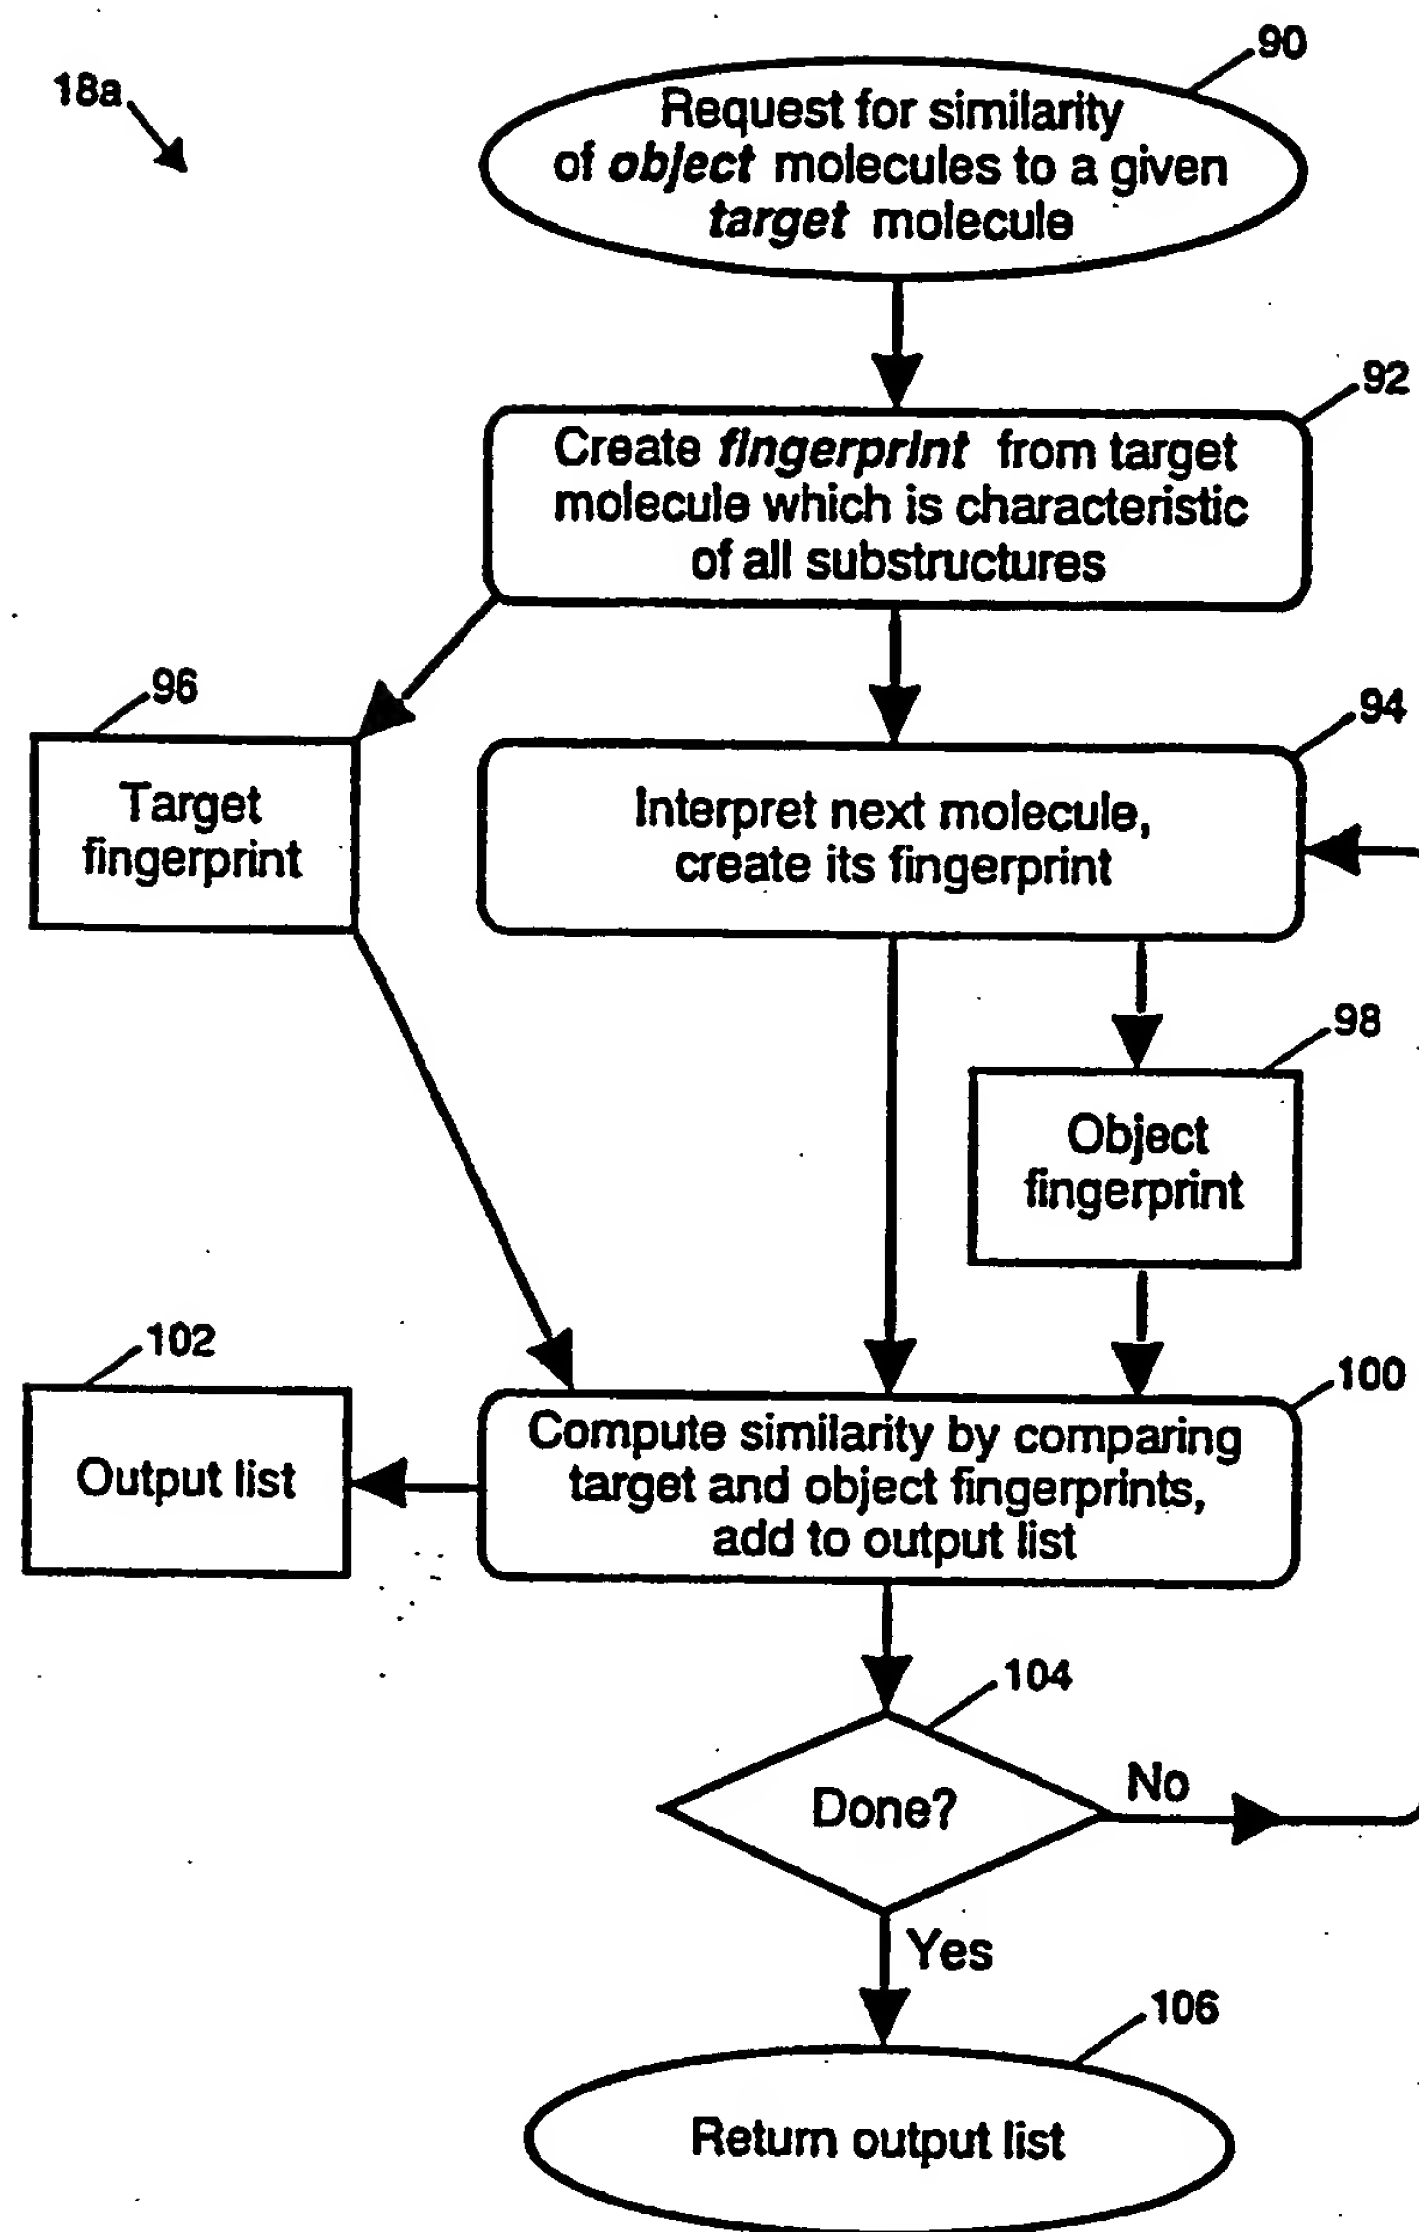 90
18a
Request for similarity
of object molecules to a given
target molecule
92
Create fingerprint from target
molecule which is characteristic
of all substructures
96
94
Target
fingerprint
Interpret next molecule,
create its fingerprint
98
Object
fingerprint
102
100
Output list
Compute similarity by comparing
target and object fingerprints,
add to output list
104
Done?
No
Yes
106
Return output list